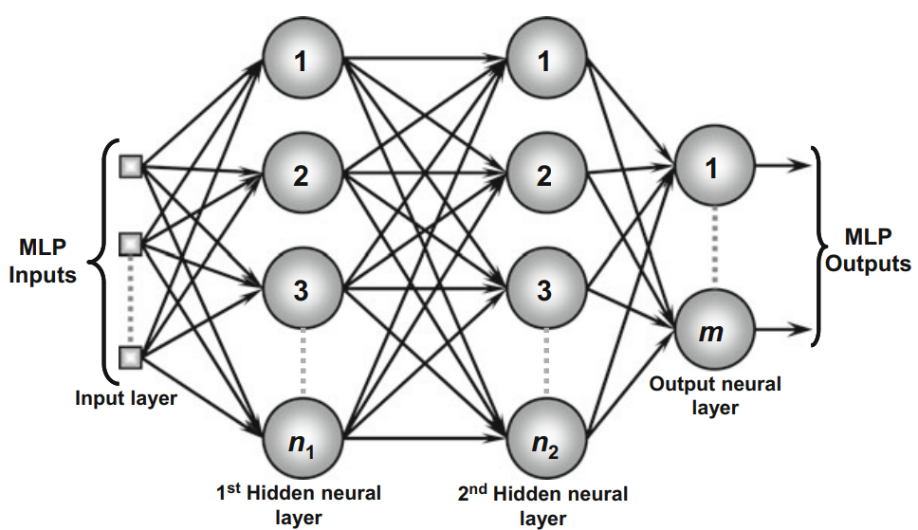 MLP
Inputs
Input layer
1
2
3
n1
1st Hidden neural
layer
1
2
3
n2
2nd Hidden neural
layer
1
m
Output neural
layer
MLP
Outputs